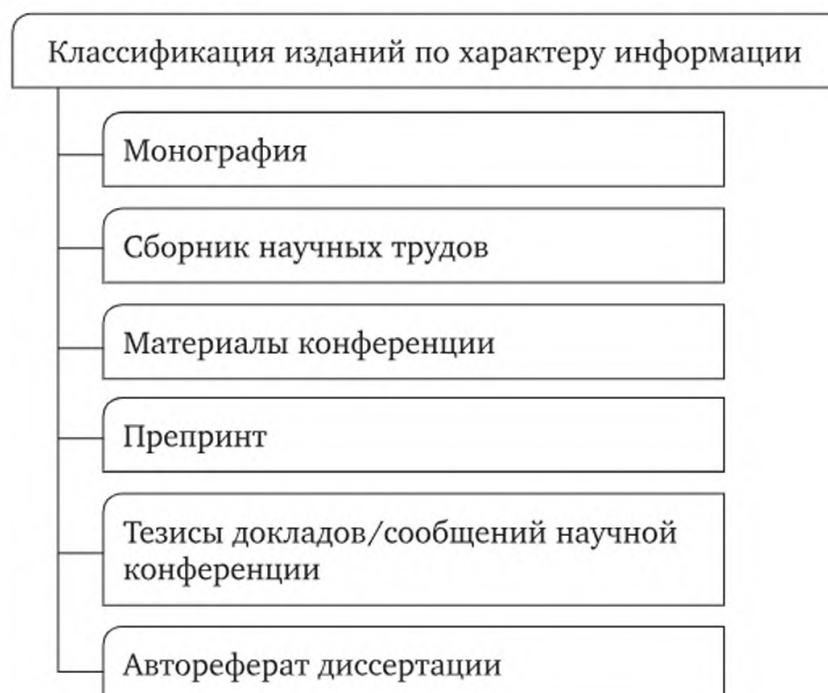 Классификация изданий по характеру информации
Монография
Сборник научных трудов
Материалы конференции
Препринт
Тезисы докладов/сообщений научной
конференции
Автореферат диссертации